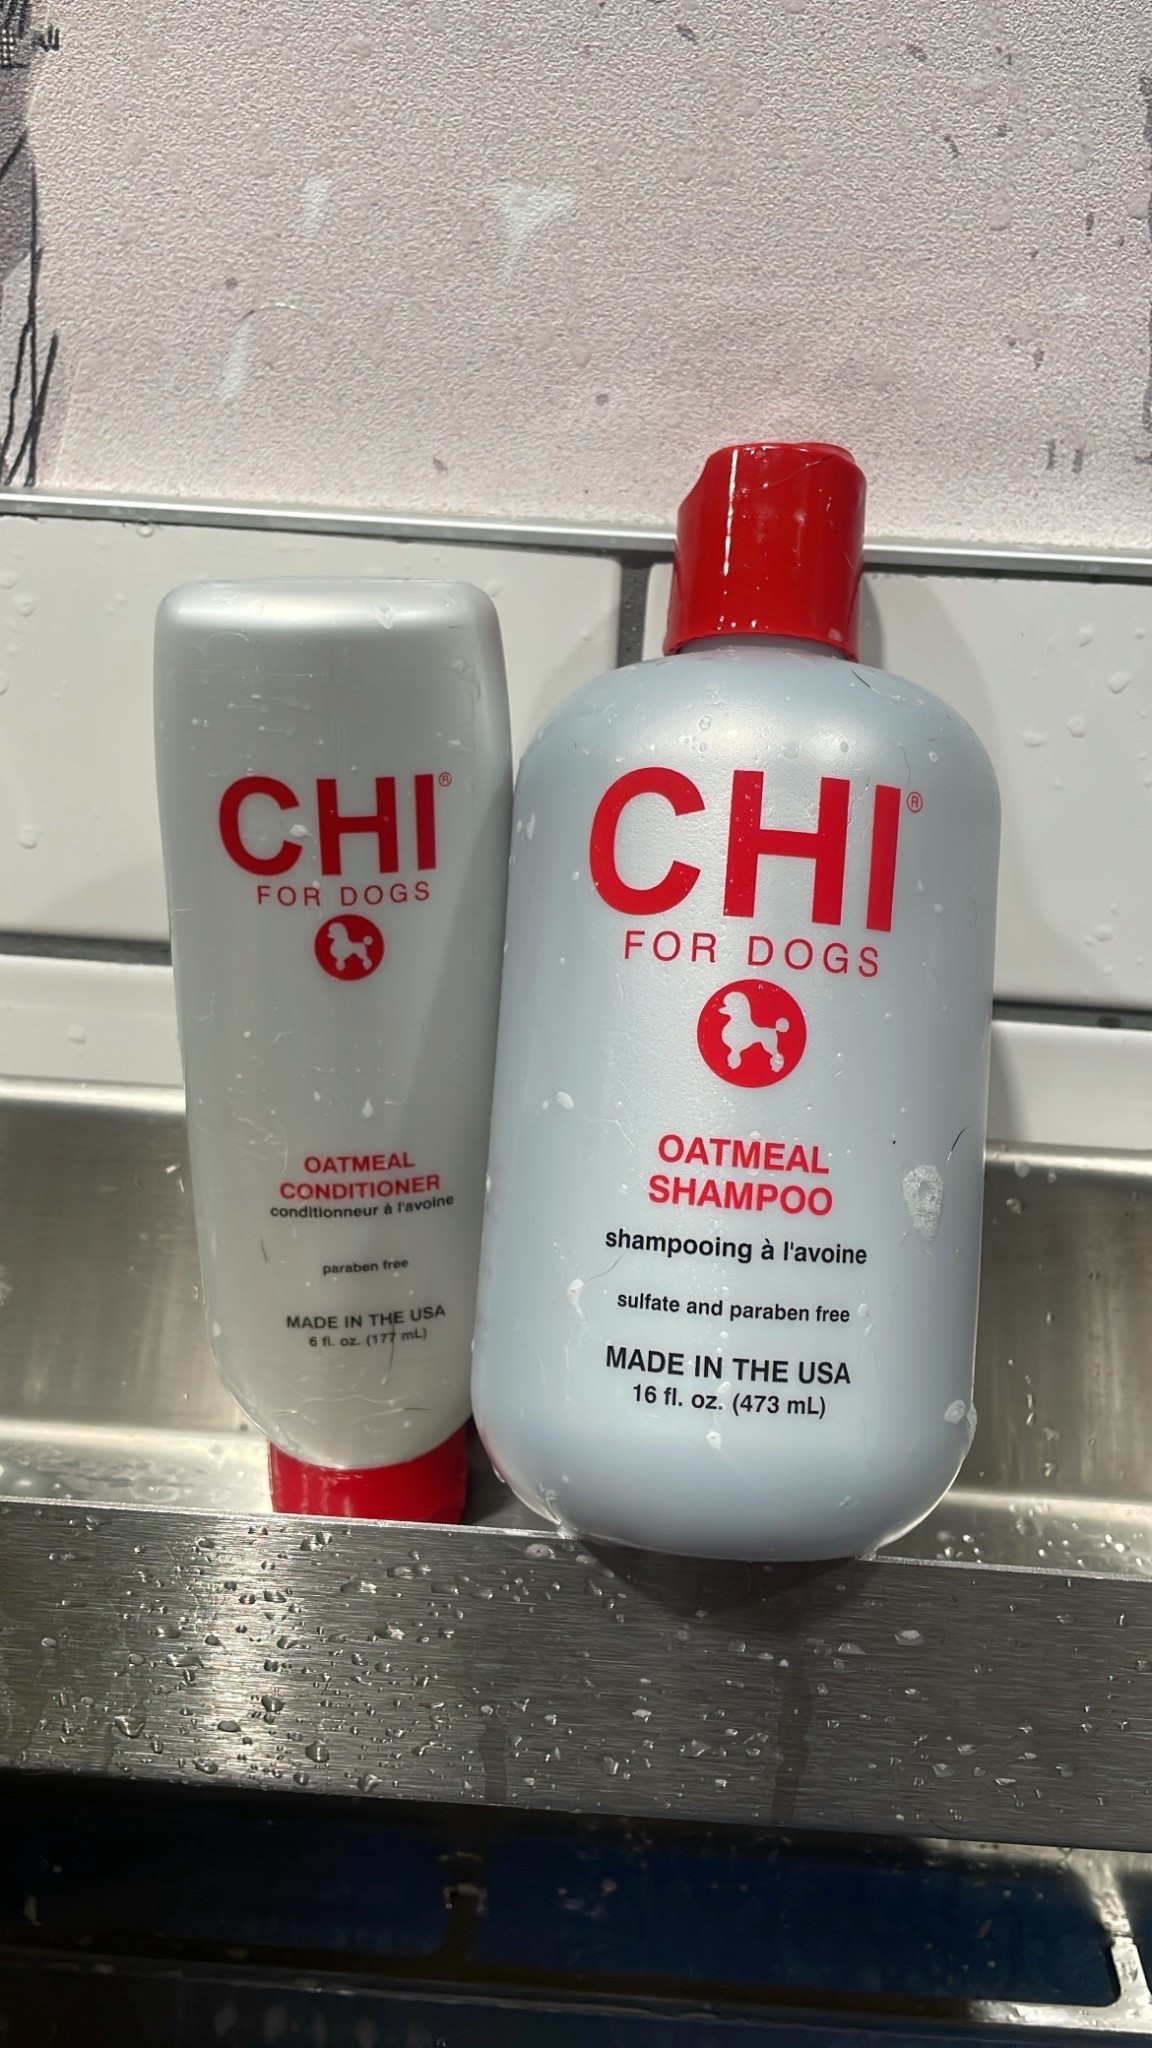 CHI®
FOR DOGS
OATMEAL
CONDITIONER
conditionneur à l'avoine
paraben free
MADE IN THE USA
6 fl. oz. (177 mL)
CHI®
FOR DOGS
OATMEAL
SHAMPOO
shampooing à l'avoine
sulfate and paraben free
MADE IN THE USA
16 fl. oz. (473 mL)